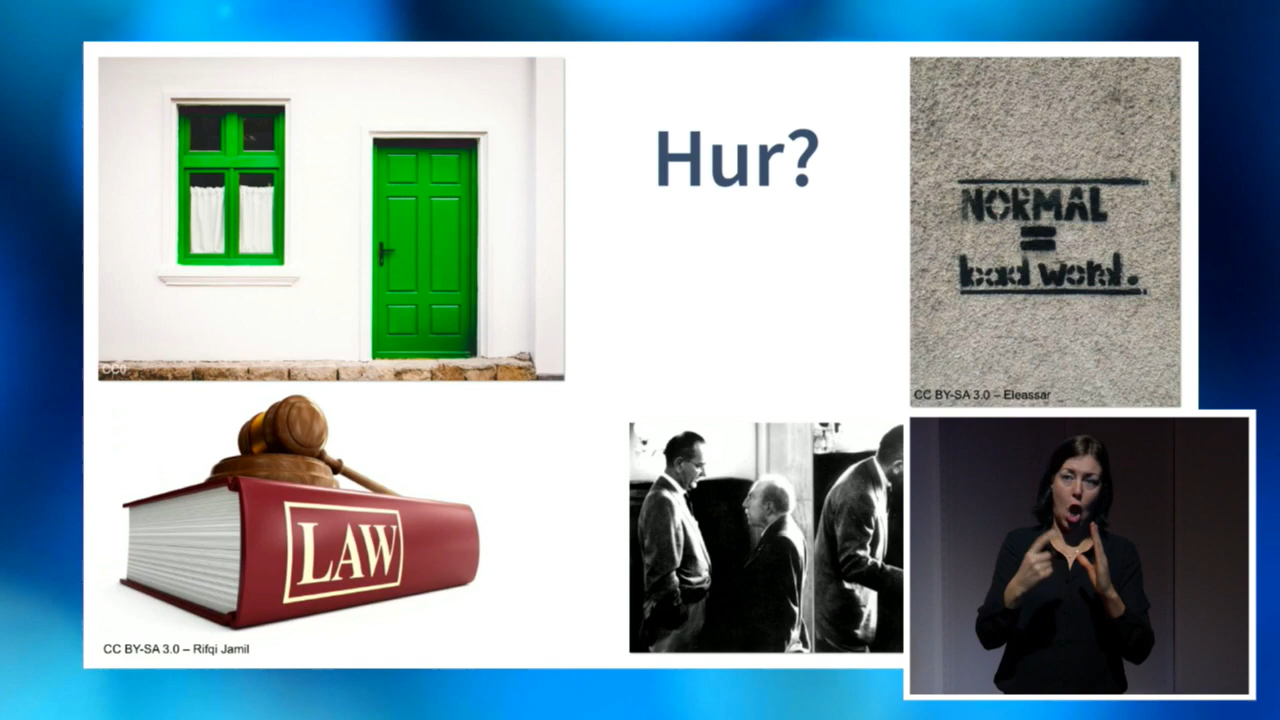 Hur?
CC0
NORMAL
=
bad word.
CC BY-SA 3.0 – Eleassar
LAW
CC BY-SA 3.0 – Rifqi Jamil